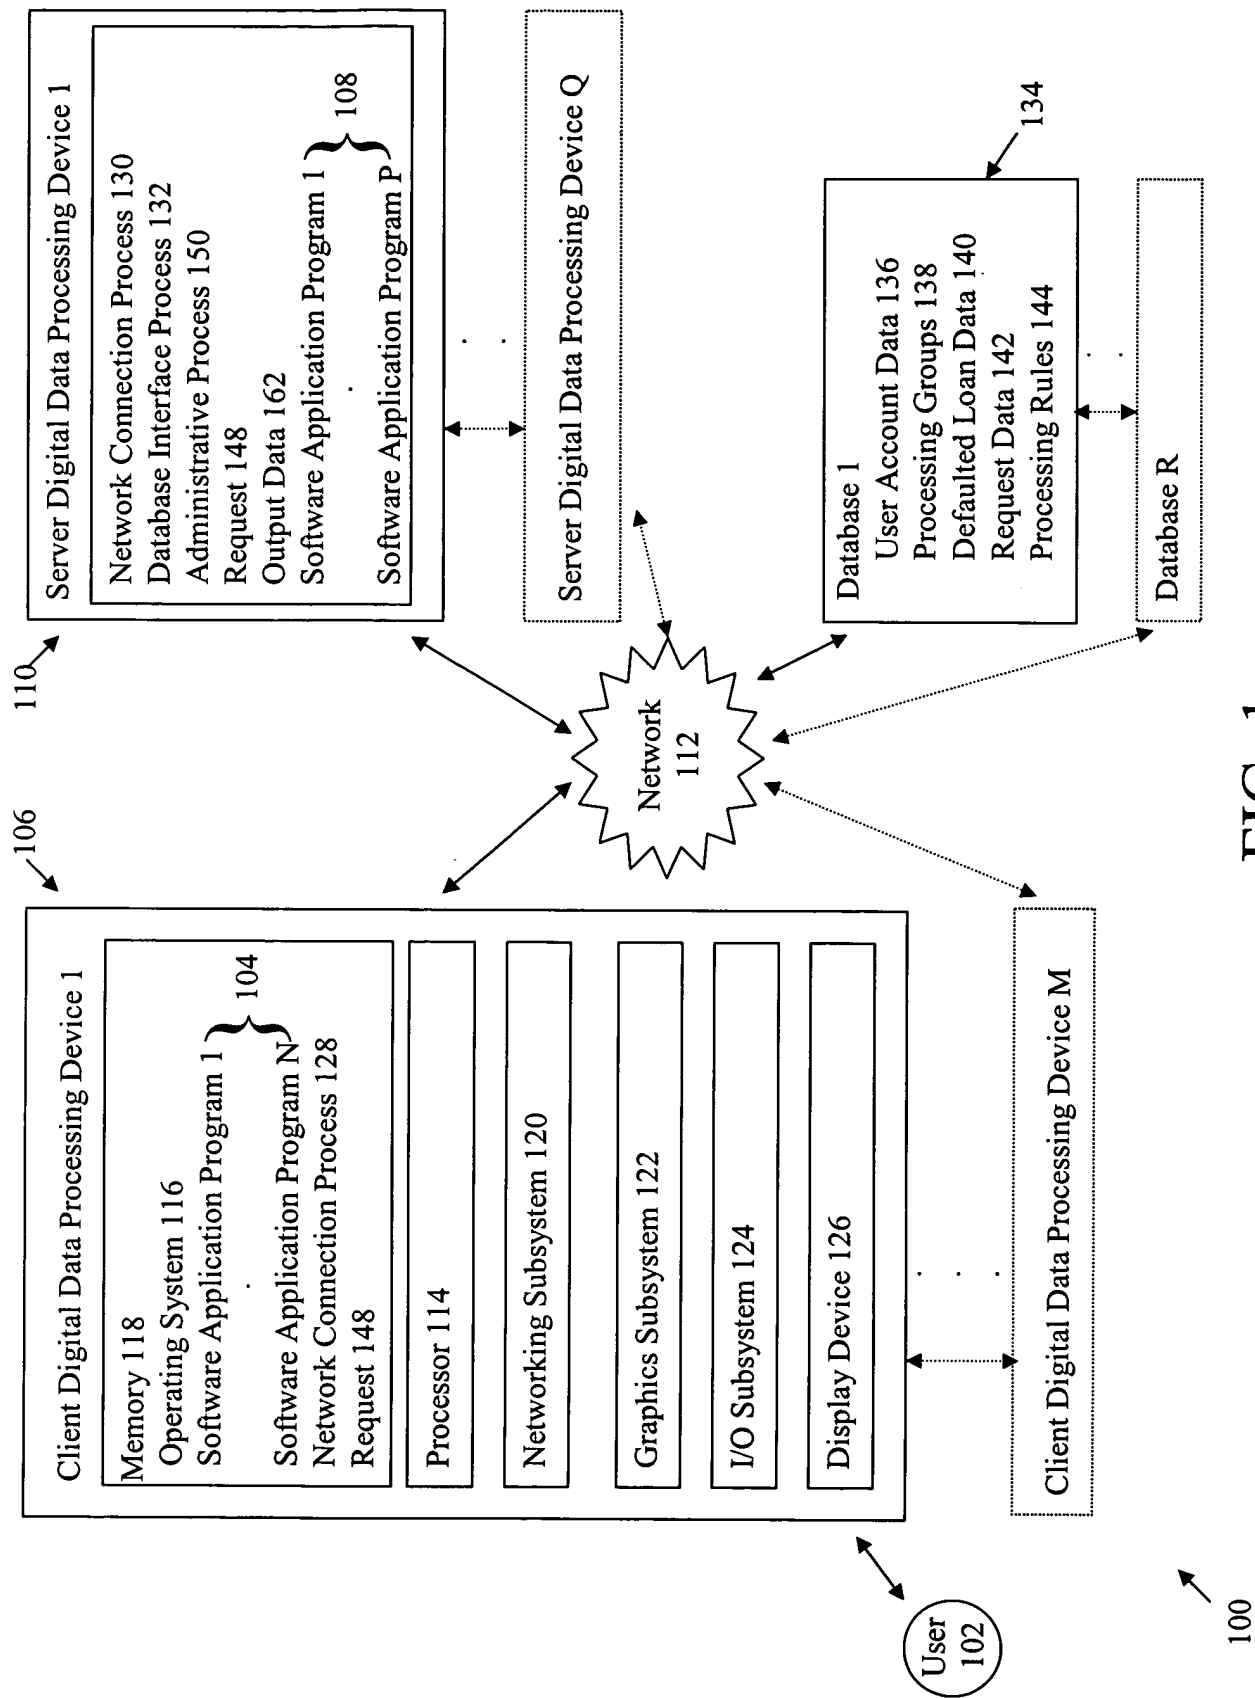 106
Client Digital Data Processing Device 1
Memory 118
Operating System 116
Software Application Program 1
.
Software Application Program N
104
Network Connection Process 128
Request 148
Processor 114
Networking Subsystem 120
Graphics Subsystem 122
I/O Subsystem 124
Display Device 126
. . .
Client Digital Data Processing Device M
User
102
100
Network
112
110
Server Digital Data Processing Device 1
Network Connection Process 130
Database Interface Process 132
Administrative Process 150
Request 148
Output Data 162
Software Application Program 1
.
Software Application Program P
108
. .
Server Digital Data Processing Device Q
Database 1
User Account Data 136
Processing Groups 138
Defaulted Loan Data 140
Request Data 142
Processing Rules 144
134
. .
Database R
FIG. 1